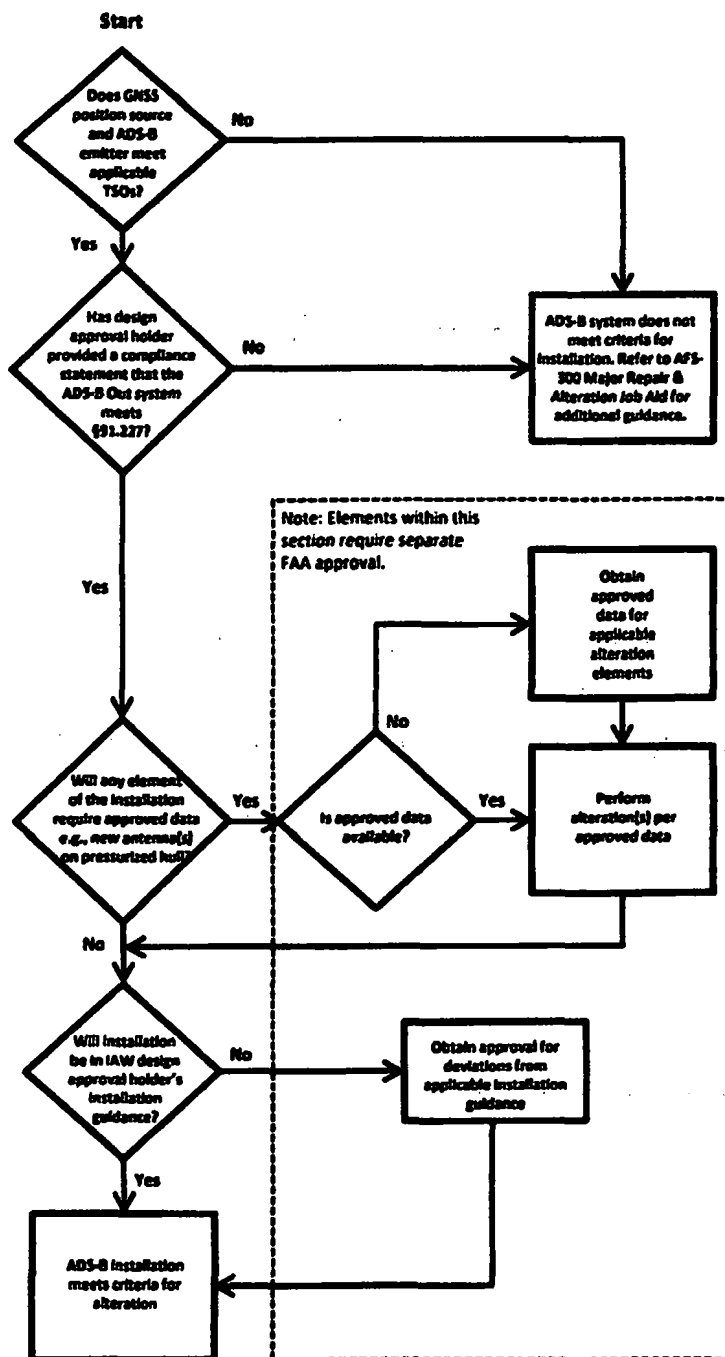 Start
Does GNSS
position source
and ADS-B
emitter meet
applicable
TSOs?
No
Yes
Has design
approval holder
provided a compliance
statement that the
ADS-B Out system
meets
§91.227?
No
ADS-B system does not
meet criteria for
installation. Refer to AFS-
300 Major Repair &
Alteration Job Aid for
additional guidance.
Yes
Note: Elements within this
section require separate
FAA approval.
Obtain
approved
data for
applicable
alteration
elements
No
Will any element
of the installation
require approved data
e.g., new antenna(s)
on pressurized hull?
Yes
Is approved data
available?
Yes
Perform
alteration(s) per
approved data
No
Will installation
be in IAW design
approval holder's
installation
guidance?
No
Obtain approval for
deviations from
applicable installation
guidance
Yes
ADS-B installation
meets criteria for
alteration